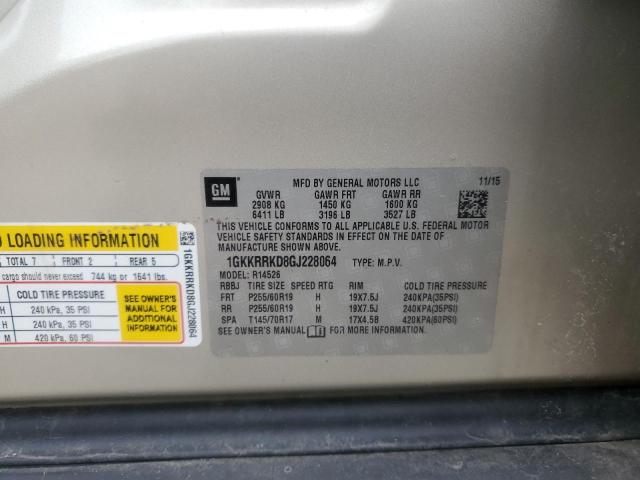 O LOADING INFORMATION
TOTAL 7 FRONT 2 REAR 5
cargo should never exceed 744 kg or 1641 lbs.
COLD TIRE PRESSURE
H 240 kPa, 35 PSI
H 240 kPa, 35 PSI
M 420 kPa, 60 PSI
SEE OWNER'S
MANUAL FOR
ADDITIONAL
INFORMATION
1GKKRRKD8GJ228064
GM
MFD BY GENERAL MOTORS LLC 11/15
GVWR GAWR FRT GAWR RR
2908 KG 1450 KG 1600 KG
6411 LB 3196 LB 3527 LB
THIS VEHICLE CONFORMS TO ALL APPLICABLE U.S. FEDERAL MOTOR
VEHICLE SAFETY STANDARDS IN EFFECT ON THE DATE OF
MANUFACTURE SHOWN ABOVE.
1GKKRRKD8GJ228064 TYPE: M.P.V.
MODEL: R14526
RBBJ TIRE SIZE SPEED RTG RIM COLD TIRE PRESSURE
FRT P255/60R19 H 19X7.5J 240KPA(35PSI)
RR P255/60R19 H 19X7.5J 240KPA(35PSI)
SPA T145/70R17 M 17X4.5B 420KPA(60PSI)
SEE OWNER'S MANUAL FOR MORE INFORMATION.